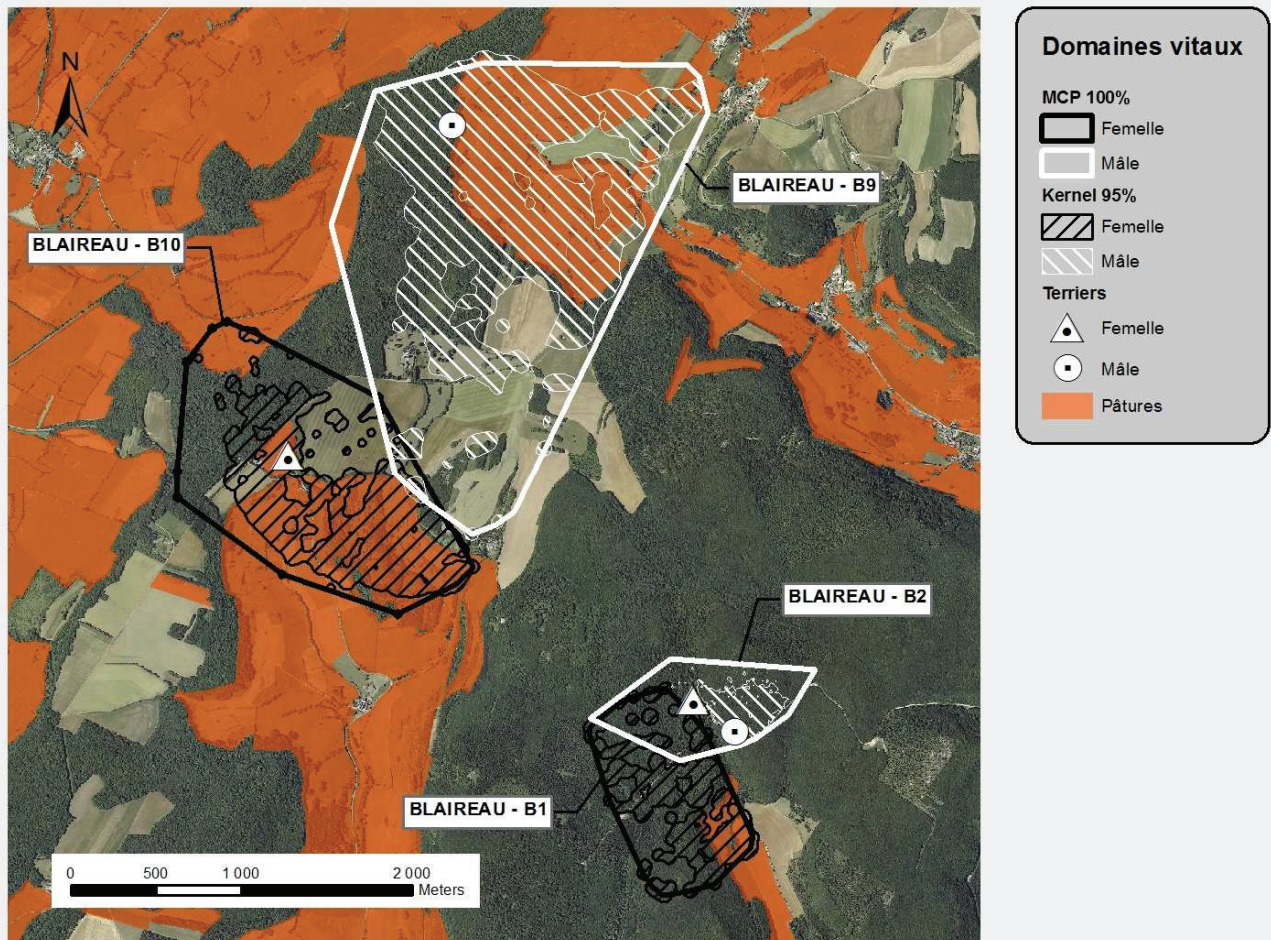 N
BLAIREAU - B9
BLAIREAU - B10
BLAIREAU - B2
BLAIREAU - B1
0 500 1 000 2 000
Meters
Domaines vitaux
MCP 100%
Femelle
Mâle
Kernel 95%
Femelle
Mâle
Terriers
Femelle
Mâle
Pâtures